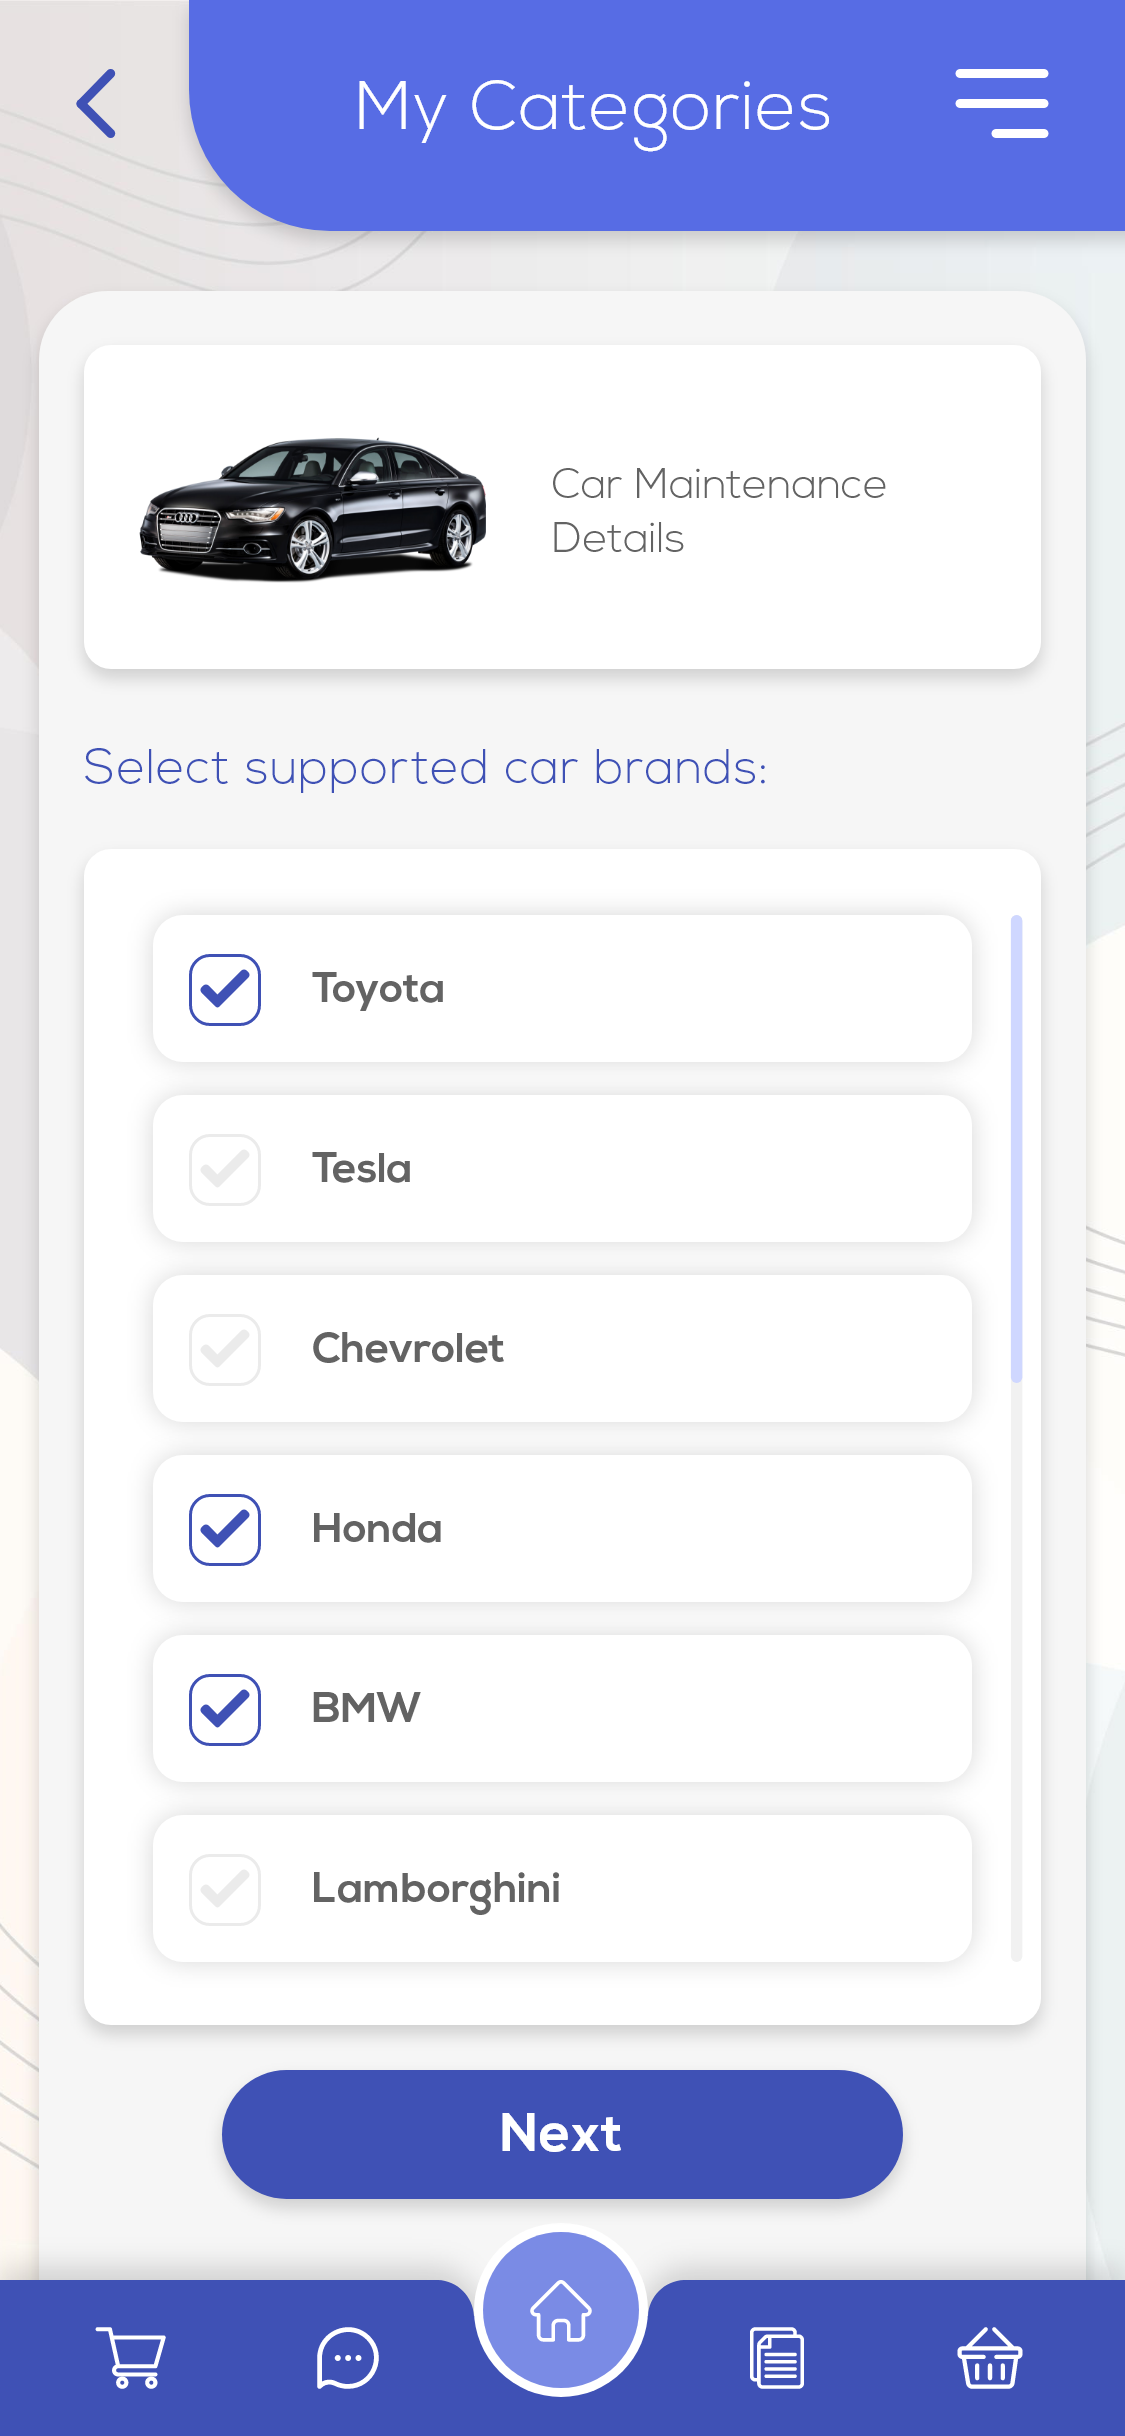 My Categories
Car Maintenance
Details
Select supported car brands:
Toyota
Tesla
Chevrolet
Honda
BMW
Lamborghini
Next